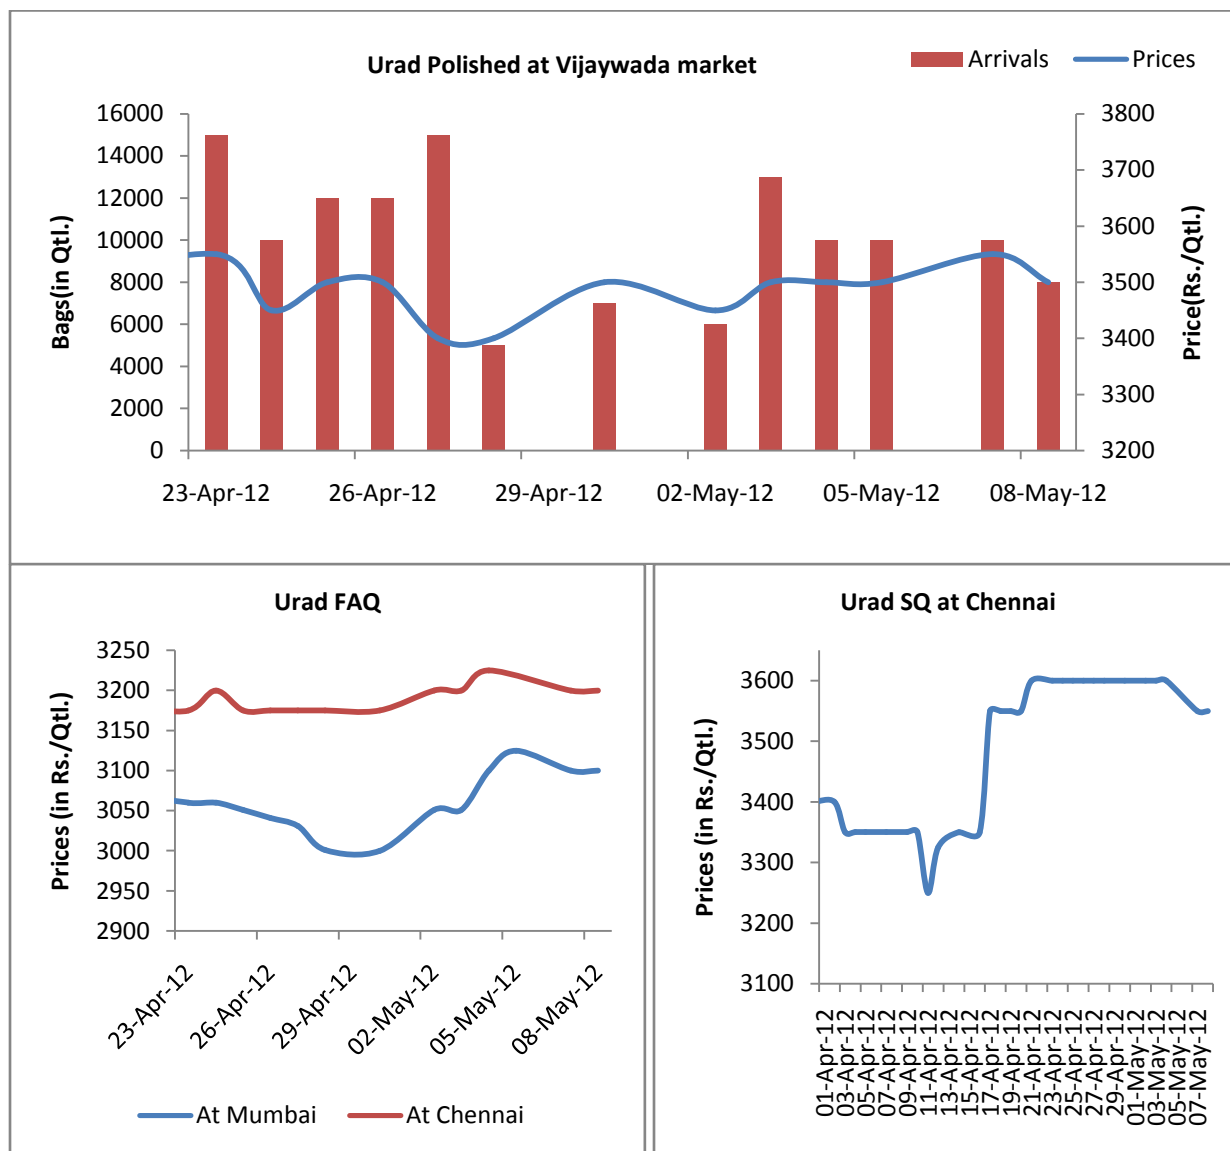 Urad Polished at Vijaywada market
Arrivals Prices
Bags(in Qtl.)
16000
14000
12000
10000
8000
6000
4000
2000
0
3800
3700
3600
3500
3400
3300
3200
Price(Rs./Qtl.)
23-Apr-12 26-Apr-12 29-Apr-12 02-May-12 05-May-12 08-May-12
Urad FAQ
Prices (in Rs./Qtl.)
3250
3200
3150
3100
3050
3000
2950
2900
23-Apr-12
26-Apr-12
29-Apr-12
02-May-12
05-May-12
08-May-12
At Mumbai At Chennai
Urad SQ at Chennai
Prices (in Rs./Qtl.)
3600
3500
3400
3300
3200
3100
01-Apr-12
03-Apr-12
05-Apr-12
07-Apr-12
09-Apr-12
11-Apr-12
13-Apr-12
15-Apr-12
17-Apr-12
19-Apr-12
21-Apr-12
23-Apr-12
25-Apr-12
27-Apr-12
29-Apr-12
01-May-12
03-May-12
05-May-12
07-May-12